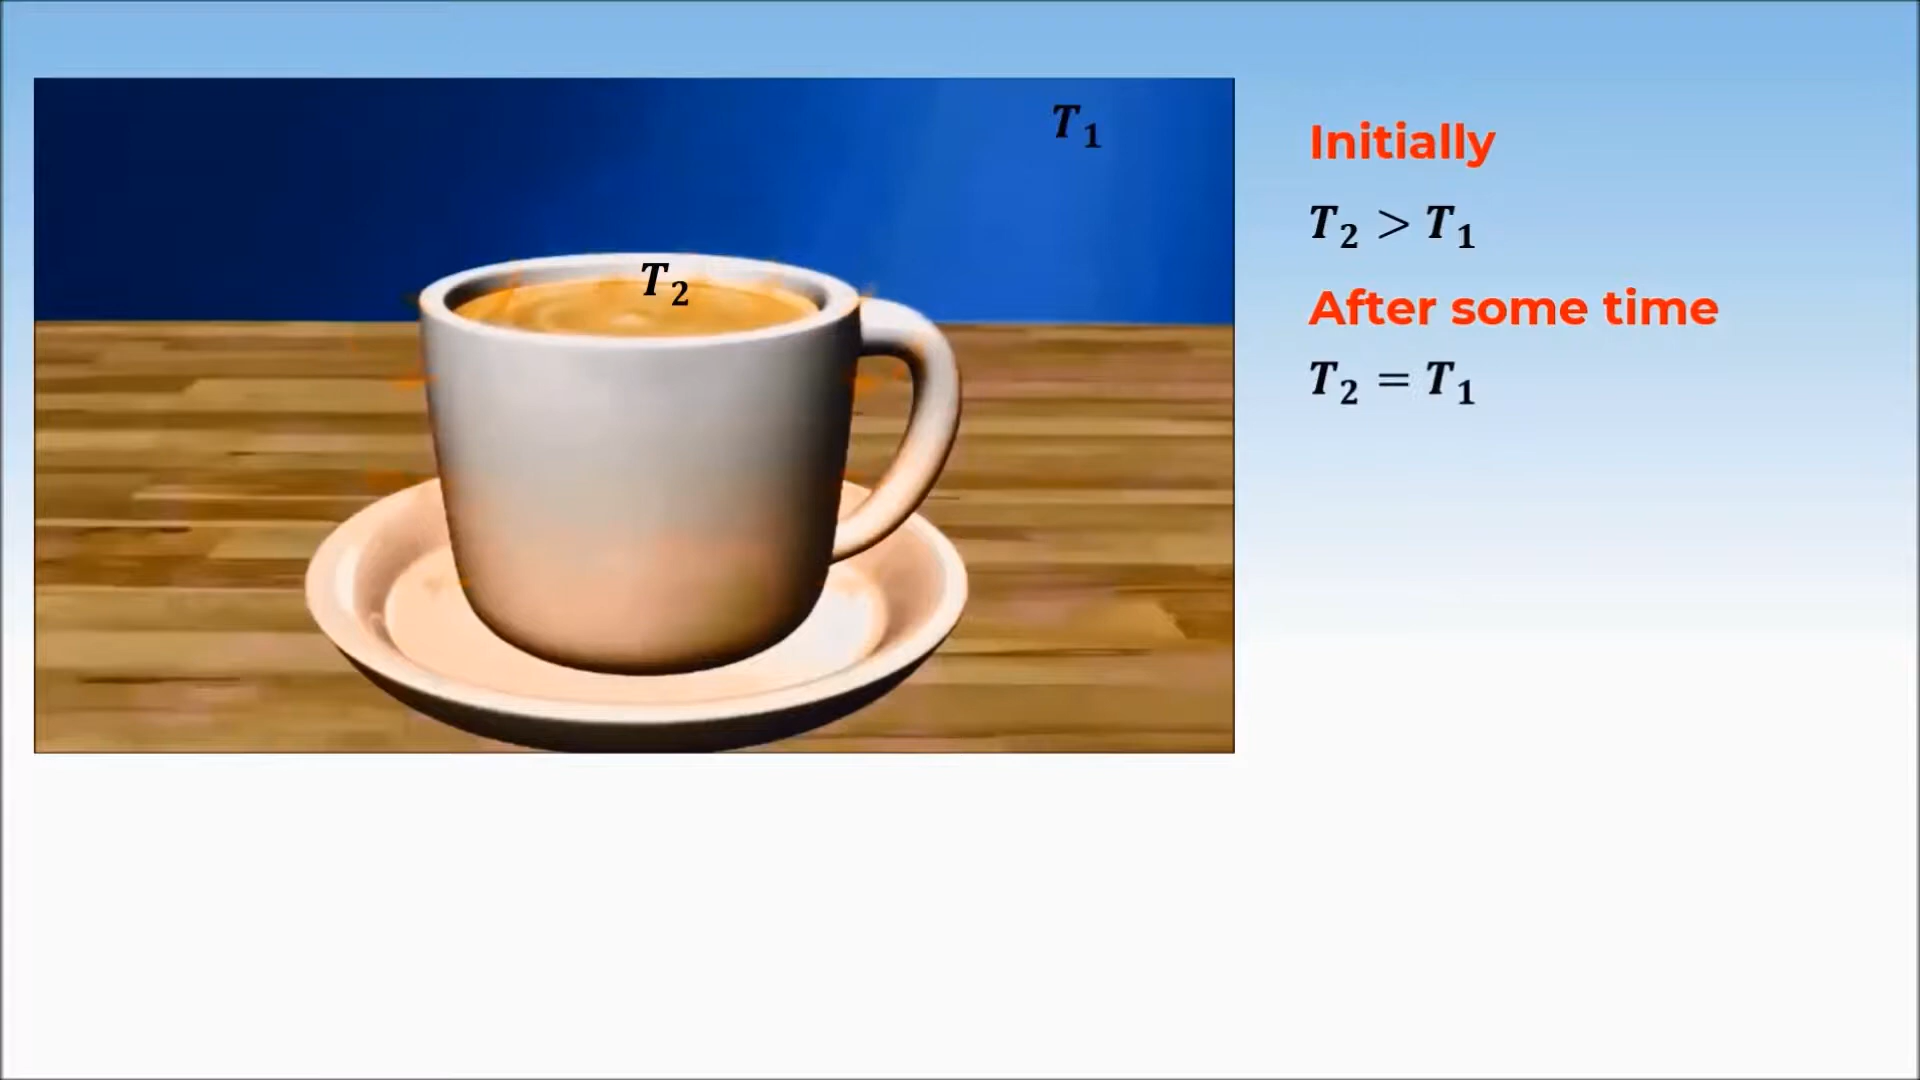 T₁
T₂
Initially
T₂ > T₁
After some time
T₂ = T₁